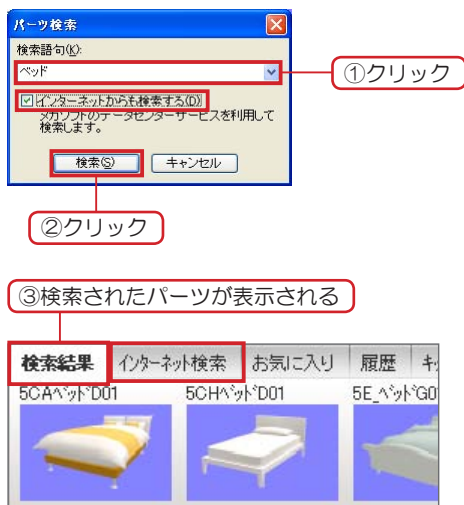 パーツ検索
検索語句(K):
ベッド
①クリック
インターネットからも検索する(D)
メガソフトのデータセンターサービスを利用して
検索します。
検索(S)
キャンセル
②クリック
③検索されたパーツが表示される
検索結果 インターネット検索 お気に入り 履歴 キ
5CAベッドD01 5CHベッドD01 5E_ベッドG0